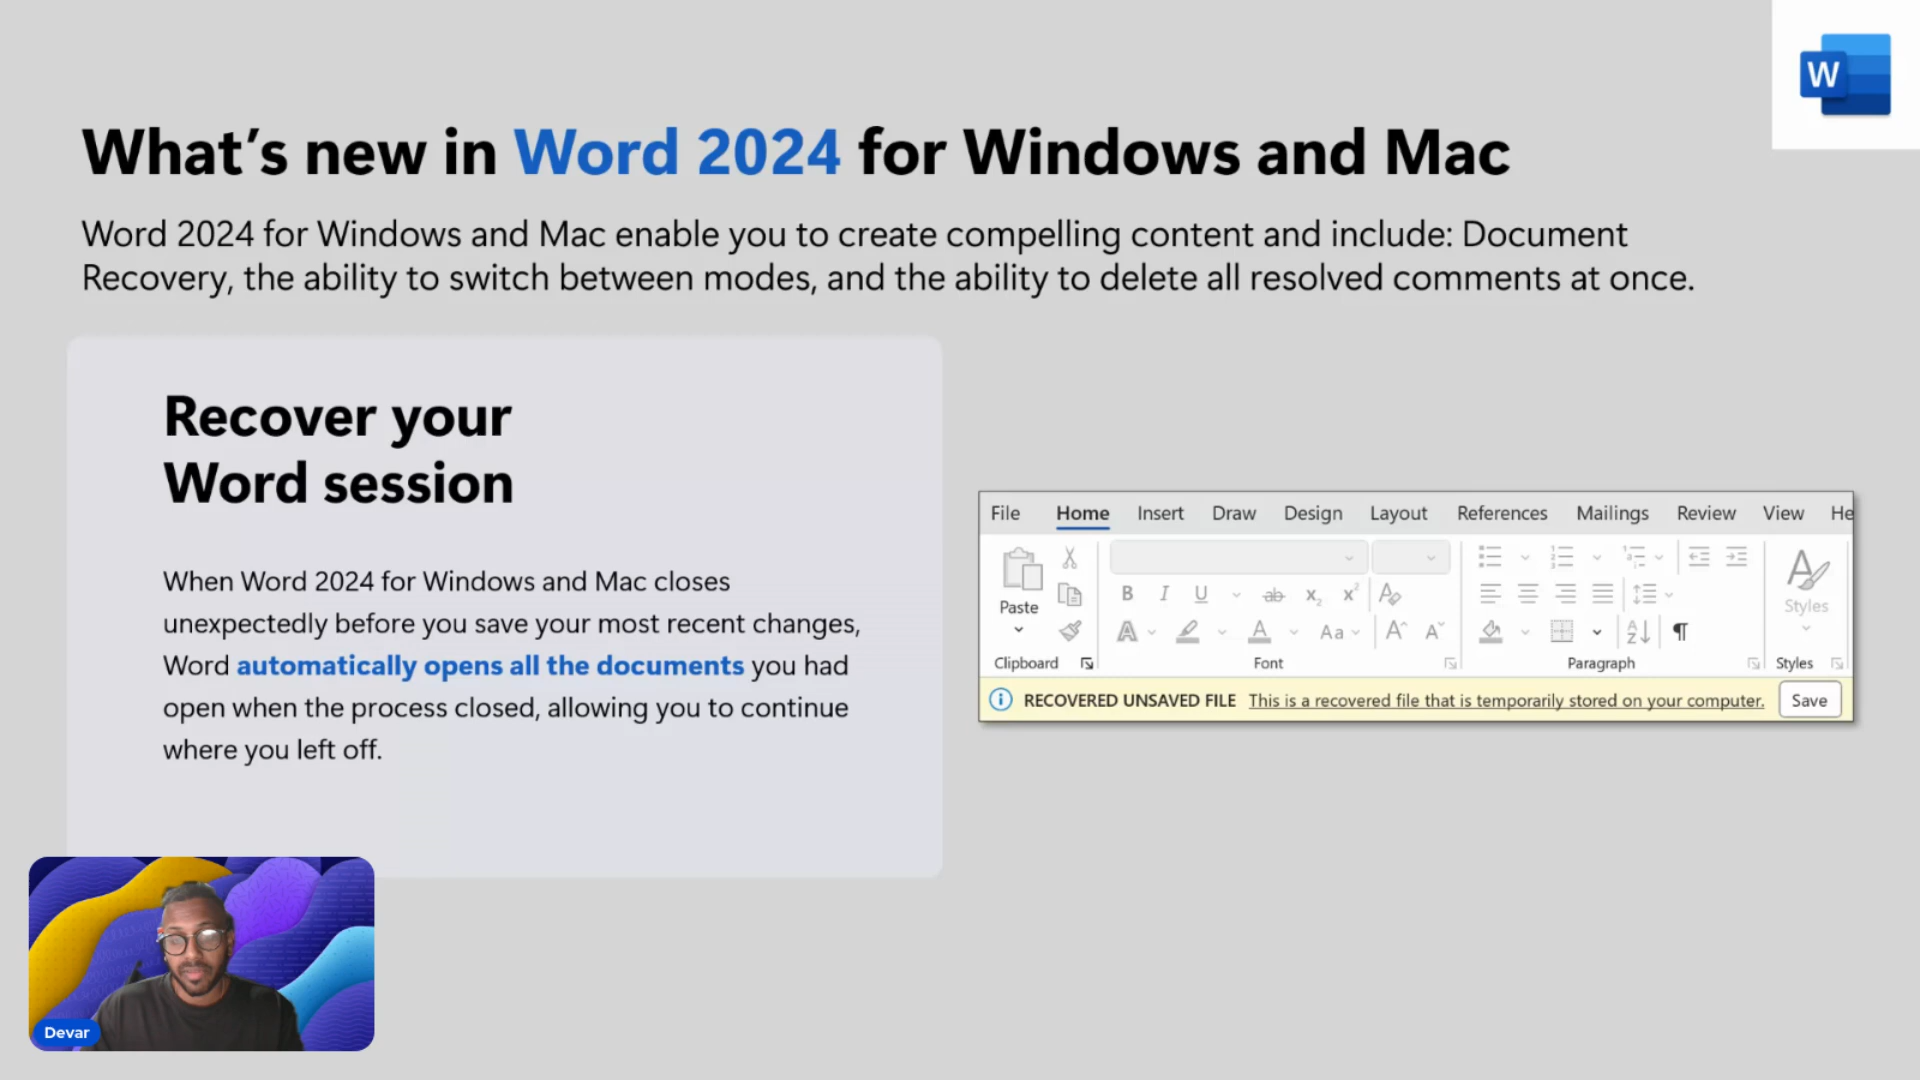 W
What’s new in Word 2024 for Windows and Mac
Word 2024 for Windows and Mac enable you to create compelling content and include: Document
Recovery, the ability to switch between modes, and the ability to delete all resolved comments at once.
Recover your
Word session
When Word 2024 for Windows and Mac closes
unexpectedly before you save your most recent changes,
Word automatically opens all the documents you had
open when the process closed, allowing you to continue
where you left off.
File Home Insert Draw Design Layout References Mailings Review View He
Paste
B I U ab x₂ x² A
A A Aa A A
Styles
Clipboard Font Paragraph Styles
RECOVERED UNSAVED FILE This is a recovered file that is temporarily stored on your computer. Save
Devar